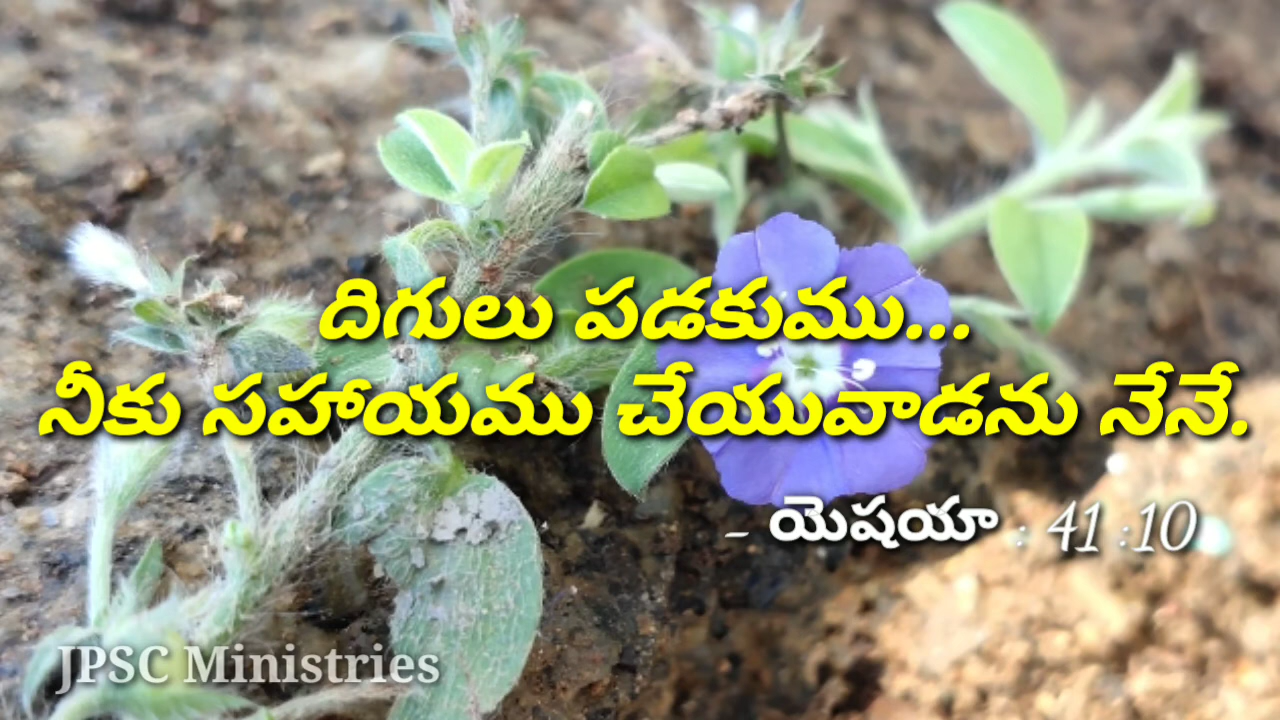 దిగులు పడకుము...
నీకు సహాయము చేయువాడను నేనే.
- యెషయా : 41 :10
JPSC Ministries